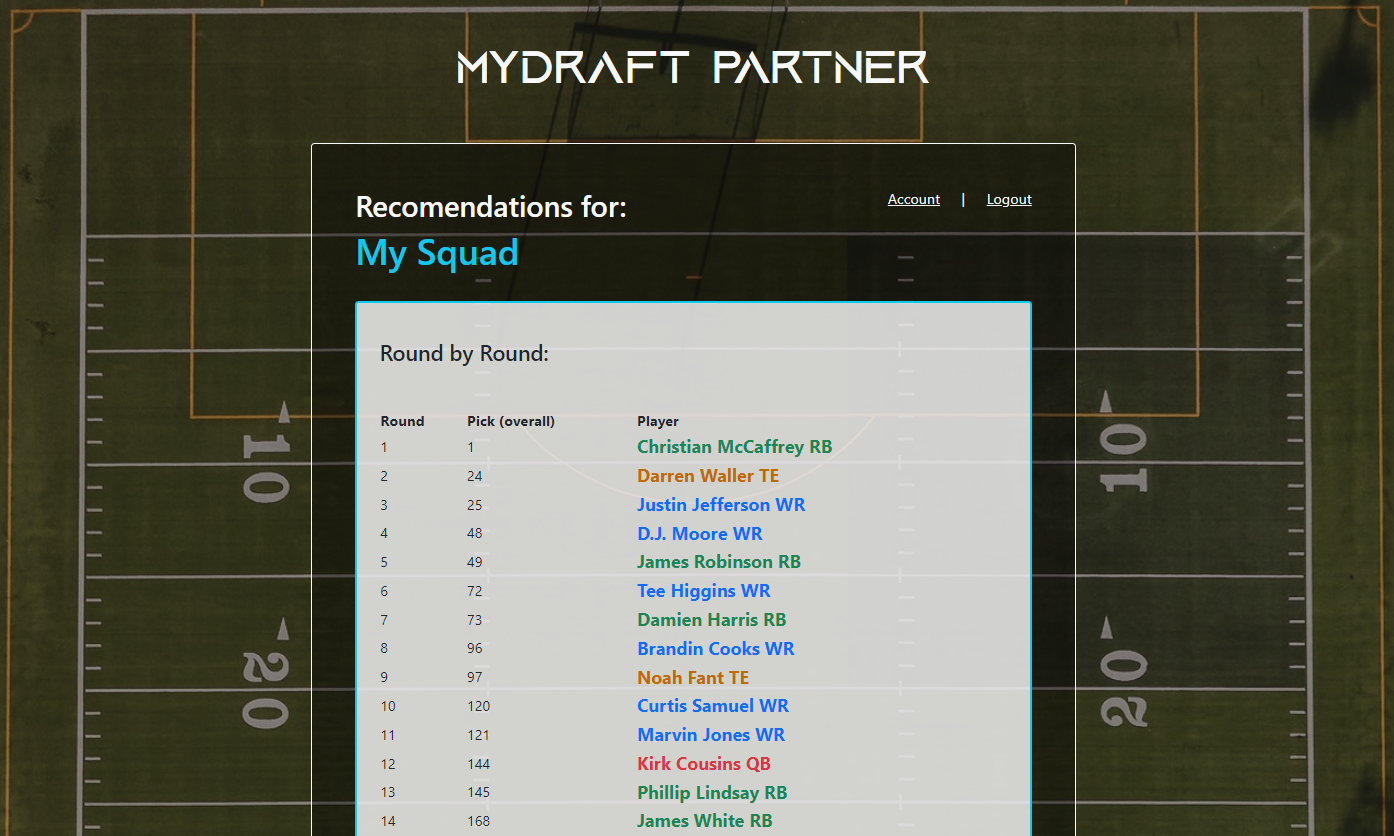 MYDRAFT PARTNER
Recomendations for:
Account | Logout
My Squad
Round by Round:
Round Pick (overall) Player
1 1 Christian McCaffrey RB
2 24 Darren Waller TE
3 25 Justin Jefferson WR
4 48 D.J. Moore WR
5 49 James Robinson RB
6 72 Tee Higgins WR
7 73 Damien Harris RB
8 96 Brandin Cooks WR
9 97 Noah Fant TE
10 120 Curtis Samuel WR
11 121 Marvin Jones WR
12 144 Kirk Cousins QB
13 145 Phillip Lindsay RB
14 168 James White RB
10
10
20
20